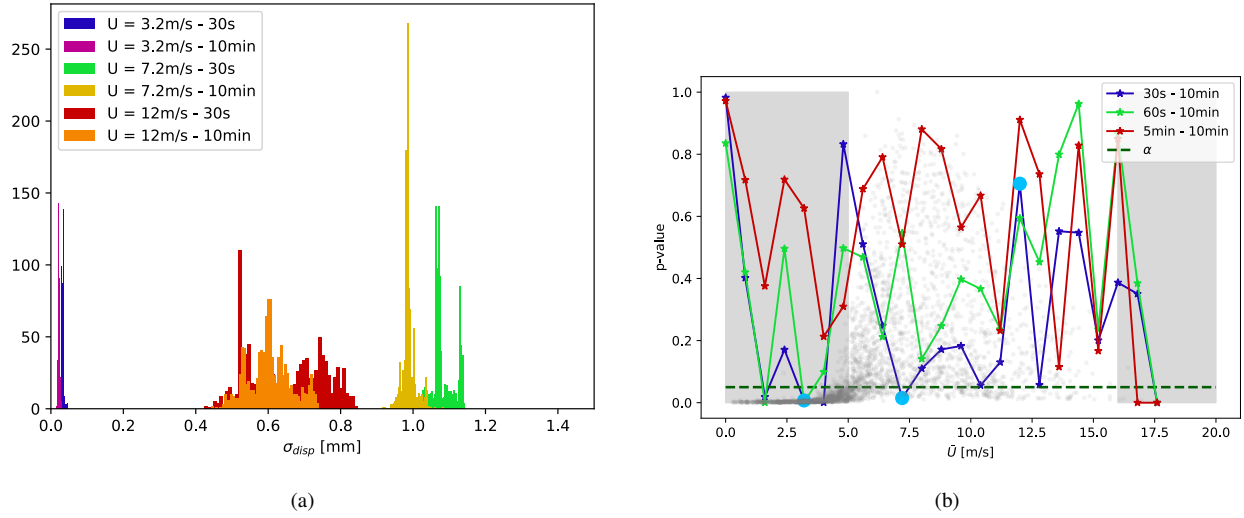 U = 3.2m/s - 30s
U = 3.2m/s - 10min
U = 7.2m/s - 30s
U = 7.2m/s - 10min
U = 12m/s - 30s
U = 12m/s - 10min
250
200
150
100
50
0
0.0 0.2 0.4 0.6 0.8 1.0 1.2 1.4
σ_disp [mm]
(a)
30s - 10min
60s - 10min
5min - 10min
α
1.0
0.8
0.6
0.4
0.2
0.0
p-value
0.0 2.5 5.0 7.5 10.0 12.5 15.0 17.5 20.0
Ū [m/s]
(b)